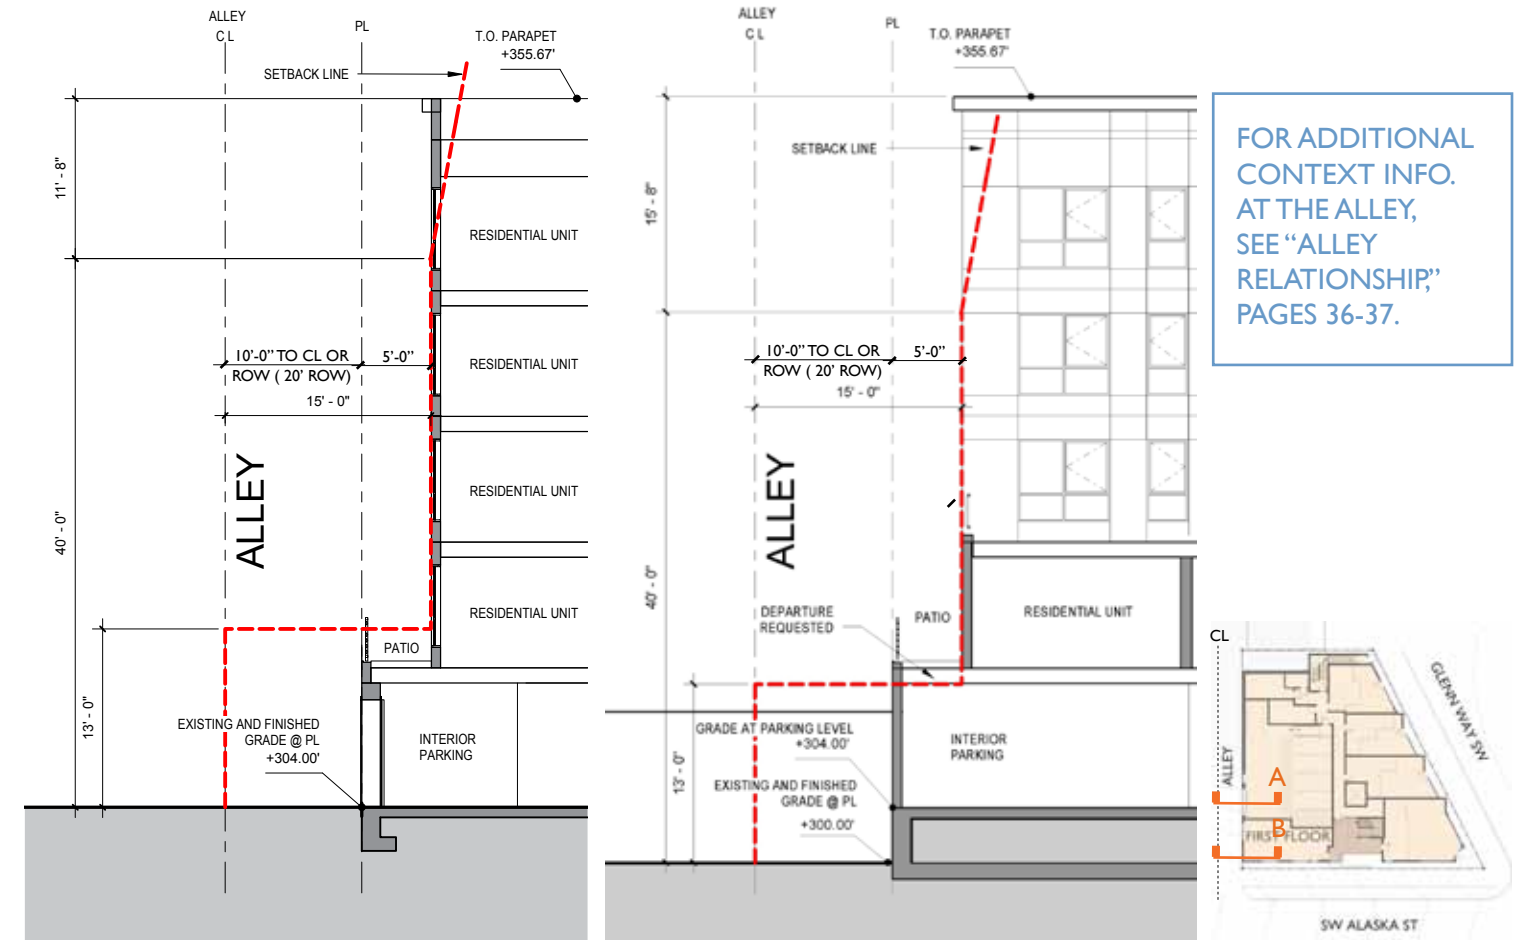 ALLEY
C L
PL
T.O. PARAPET
+355.67'
SETBACK LINE
11' - 8"
RESIDENTIAL UNIT
10'-0" TO CL OR
ROW ( 20' ROW)
5'-0"
RESIDENTIAL UNIT
15' - 0"
ALLEY
RESIDENTIAL UNIT
40' - 0"
RESIDENTIAL UNIT
PATIO
13' - 0"
EXISTING AND FINISHED
GRADE @ PL
+304.00'
INTERIOR
PARKING
ALLEY
C L
PL
T.O. PARAPET
+355.67'
SETBACK LINE
15' - 8"
10'-0" TO CL OR
ROW ( 20' ROW)
5'-0"
15' - 0"
ALLEY
40' - 0"
DEPARTURE
REQUESTED
PATIO
RESIDENTIAL UNIT
GRADE AT PARKING LEVEL
+304.00'
INTERIOR
PARKING
13' - 0"
EXISTING AND FINISHED
GRADE @ PL
+300.00'
FOR ADDITIONAL
CONTEXT INFO.
AT THE ALLEY,
SEE “ALLEY
RELATIONSHIP,”
PAGES 36-37.
CL
GLENN WAY SW
ALLEY
A
B
FIRST FLOOR
SW ALASKA ST